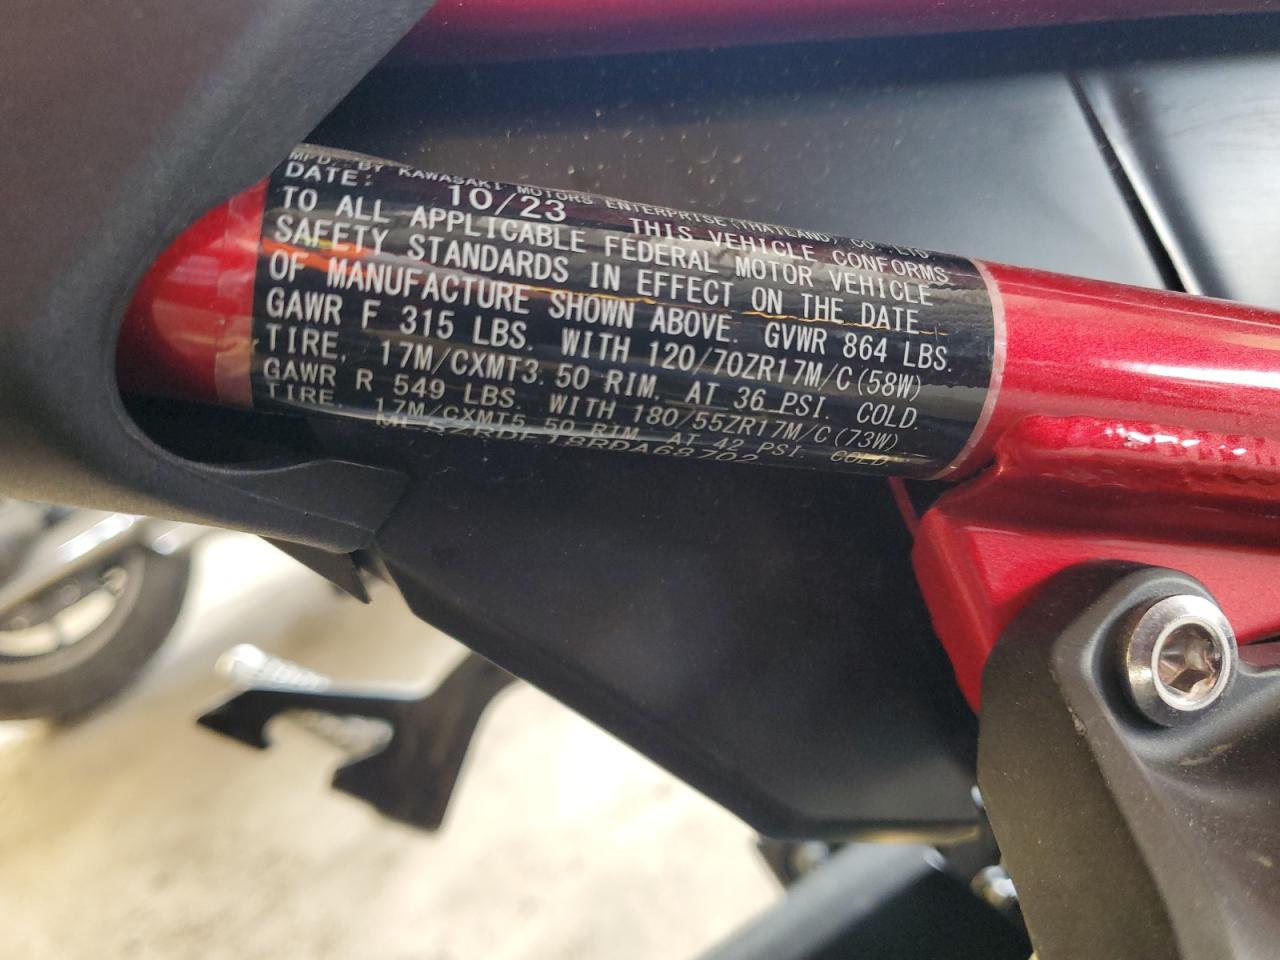 MFD. BY KAWASAKI MOTORS ENTERPRISE (THAILAND) CO., LTD
DATE: 10/23 THIS VEHICLE CONFORMS
TO ALL APPLICABLE FEDERAL MOTOR VEHICLE
SAFETY STANDARDS IN EFFECT ON THE DATE
OF MANUFACTURE SHOWN ABOVE. GVWR 864 LBS.
GAWR F 315 LBS. WITH 120/70ZR17M/C(58W)
TIRE, 17M/CXMT3.50 RIM, AT 36 PSI. COLD.
GAWR R 549 LBS. WITH 180/55ZR17M/C(73W)
TIRE, 17M/CXMT5.50 RIM, AT 42 PSI. COLD.